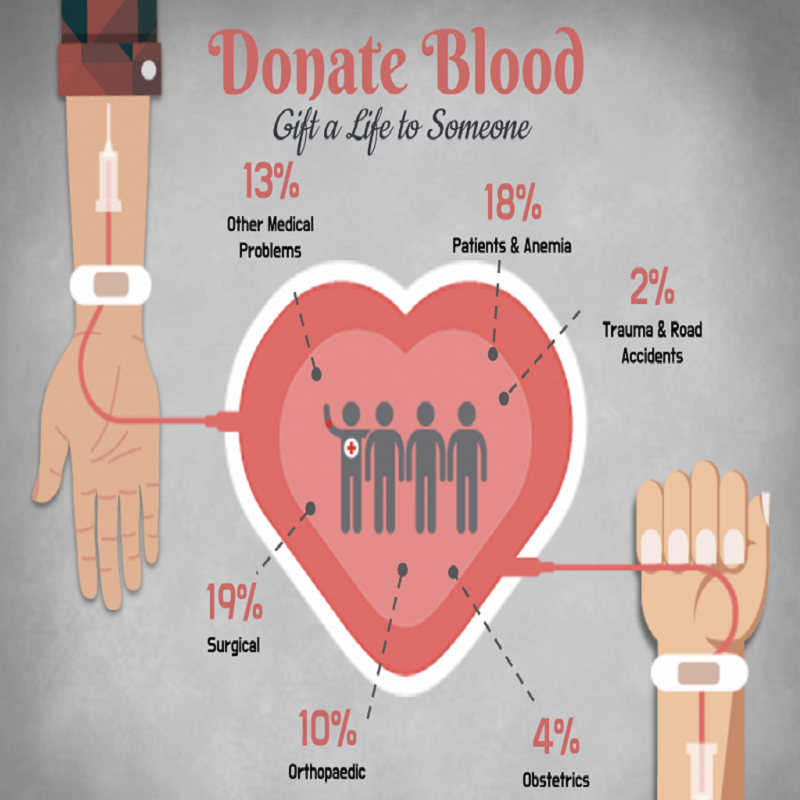 Donate Blood
Gift a Life to Someone
13%
Other Medical
Problems
18%
Patients & Anemia
2%
Trauma & Road
Accidents
19%
Surgical
10%
Orthopaedic
4%
Obstetrics